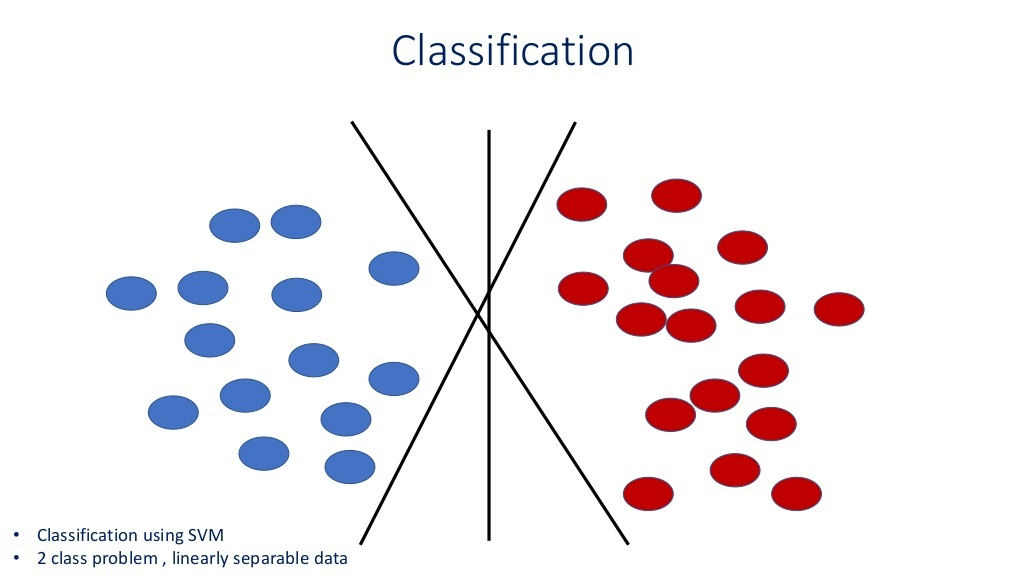 Classification
• Classification using SVM
• 2 class problem , linearly separable data